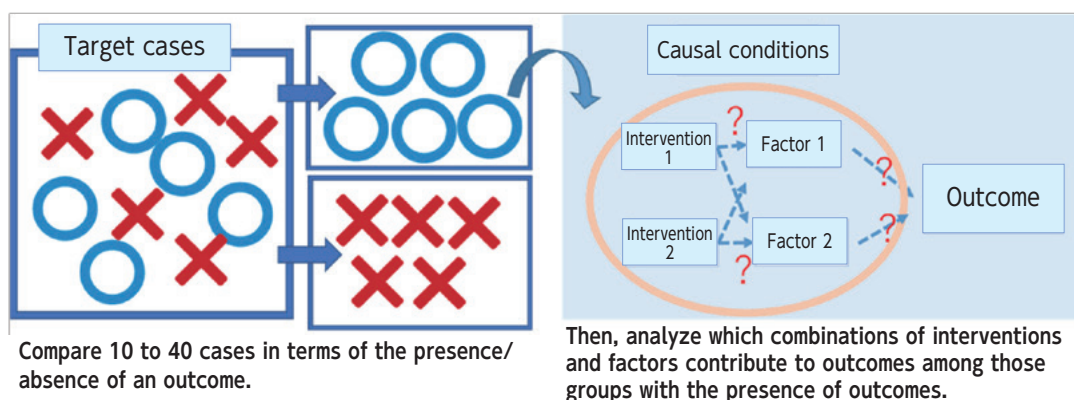 Target cases
Compare 10 to 40 cases in terms of the presence/
absence of an outcome.
Causal conditions
Intervention
1
?
Factor 1
?
Intervention
2
?
Factor 2
?
Outcome
Then, analyze which combinations of interventions
and factors contribute to outcomes among those
groups with the presence of outcomes.